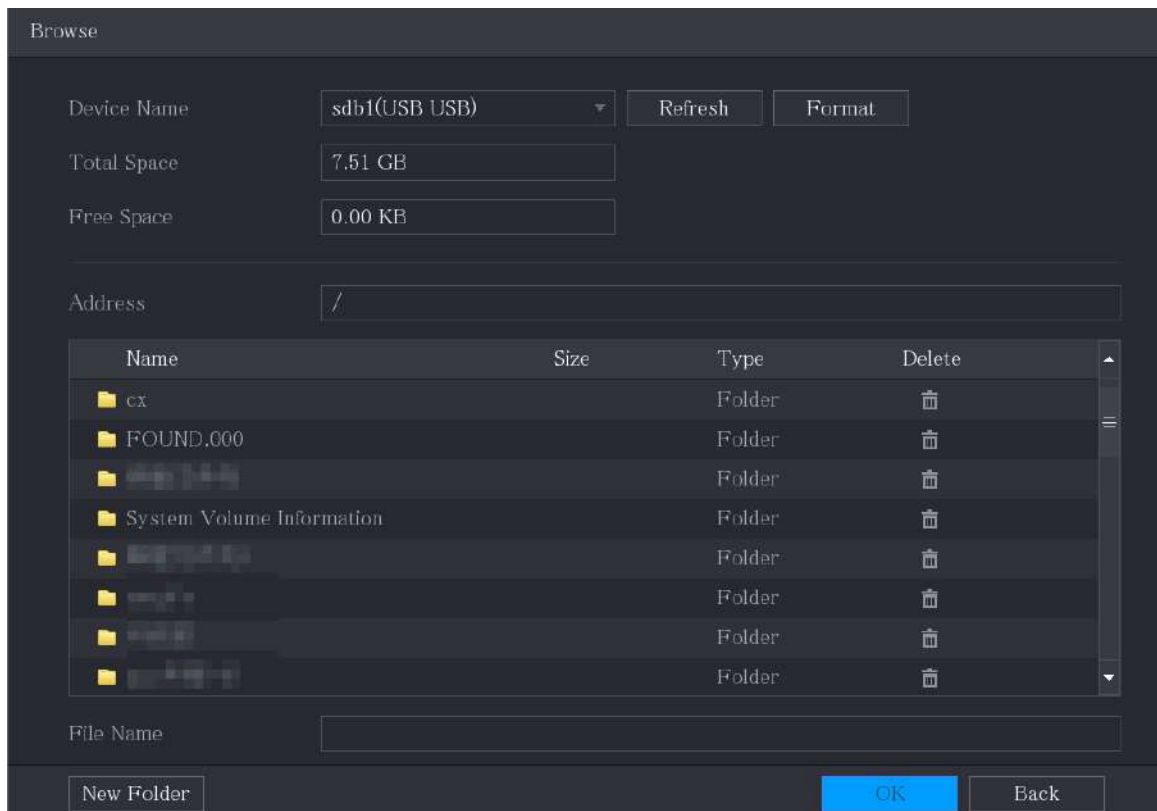 Browse
Device Name sdb1(USB USB) Refresh Format
Total Space 7.51 GB
Free Space 0.00 KB
Address /
Name Size Type Delete
cx Folder
FOUND.000 Folder
Folder
System Volume Information Folder
Folder
Folder
Folder
Folder
File Name
New Folder OK Back